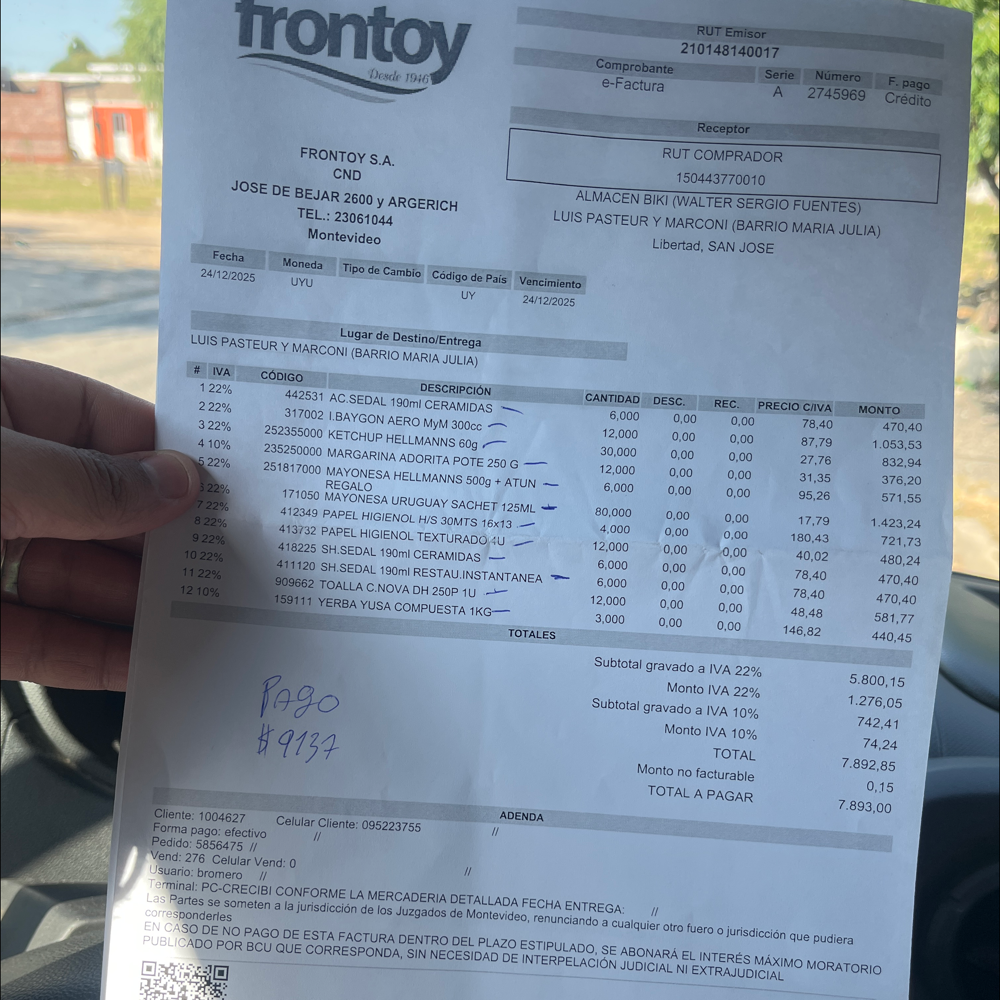 frontoy
Desde 1946
RUT Emisor
210148140017
Comprobante Serie Número F. pago
e-Factura A 2745969 Crédito
Receptor
RUT COMPRADOR
150443770010
ALMACEN BIKI (WALTER SERGIO FUENTES)
LUIS PASTEUR Y MARCONI (BARRIO MARIA JULIA)
Libertad, SAN JOSE
FRONTOY S.A.
CND
JOSE DE BEJAR 2600 y ARGERICH
TEL.: 23061044
Montevideo
Fecha Moneda Tipo de Cambio Código de País Vencimiento
24/12/2025 UYU UY 24/12/2025
Lugar de Destino/Entrega
LUIS PASTEUR Y MARCONI (BARRIO MARIA JULIA)
# IVA CÓDIGO DESCRIPCIÓN CANTIDAD DESC. REC. PRECIO C/IVA MONTO
1 22% 442531 AC.SEDAL 190ml CERAMIDAS 6,000 0,00 0,00 78,40 470,40
2 22% 317002 I.BAYGON AERO MyM 300cc 12,000 0,00 0,00 87,79 1.053,53
3 22% 252355000 KETCHUP HELLMANNS 60g 30,000 0,00 0,00 27,76 832,94
4 10% 235250000 MARGARINA ADORITA POTE 250 G 12,000 0,00 0,00 31,35 376,20
5 22% 251817000 MAYONESA HELLMANNS 500g + ATUN 6,000 0,00 0,00 95,26 571,55
REGALO
22% 171050 MAYONESA URUGUAY SACHET 125ML 80,000 0,00 0,00 17,79 1.423,24
7 22% 412349 PAPEL HIGIENOL H/S 30MTS 16x13 4,000 0,00 0,00 180,43 721,73
8 22% 413732 PAPEL HIGIENOL TEXTURADO 4U 12,000 0,00 0,00 40,02 480,24
9 22% 418225 SH.SEDAL 190ml CERAMIDAS 6,000 0,00 0,00 78,40 470,40
10 22% 411120 SH.SEDAL 190ml RESTAU.INSTANTANEA 6,000 0,00 0,00 78,40 470,40
11 22% 909662 TOALLA C.NOVA DH 250P 1U 12,000 0,00 0,00 48,48 581,77
12 10% 159111 YERBA YUSA COMPUESTA 1KG 3,000 0,00 0,00 146,82 440,45
TOTALES
Subtotal gravado a IVA 22% 5.800,15
Monto IVA 22% 1.276,05
Subtotal gravado a IVA 10% 742,41
Monto IVA 10% 74,24
TOTAL 7.892,85
Monto no facturable 0,15
TOTAL A PAGAR 7.893,00
PAgo
$ 9137
ADENDA
Cliente: 1004627 Celular Cliente: 095223755 //
Forma pago: efectivo //
Pedido: 5856475 //
Vend: 276 Celular Vend: 0 //
Usuario: bromero //
Terminal: PC-CRECIBI CONFORME LA MERCADERIA DETALLADA FECHA ENTREGA: //
Las Partes se someten a la jurisdicción de los Juzgados de Montevideo, renunciando a cualquier otro fuero o jurisdicción que pudiera
corresponderles
EN CASO DE NO PAGO DE ESTA FACTURA DENTRO DEL PLAZO ESTIPULADO, SE ABONARÁ EL INTERÉS MÁXIMO MORATORIO
PUBLICADO POR BCU QUE CORRESPONDA, SIN NECESIDAD DE INTERPELACIÓN JUDICIAL NI EXTRAJUDICIAL